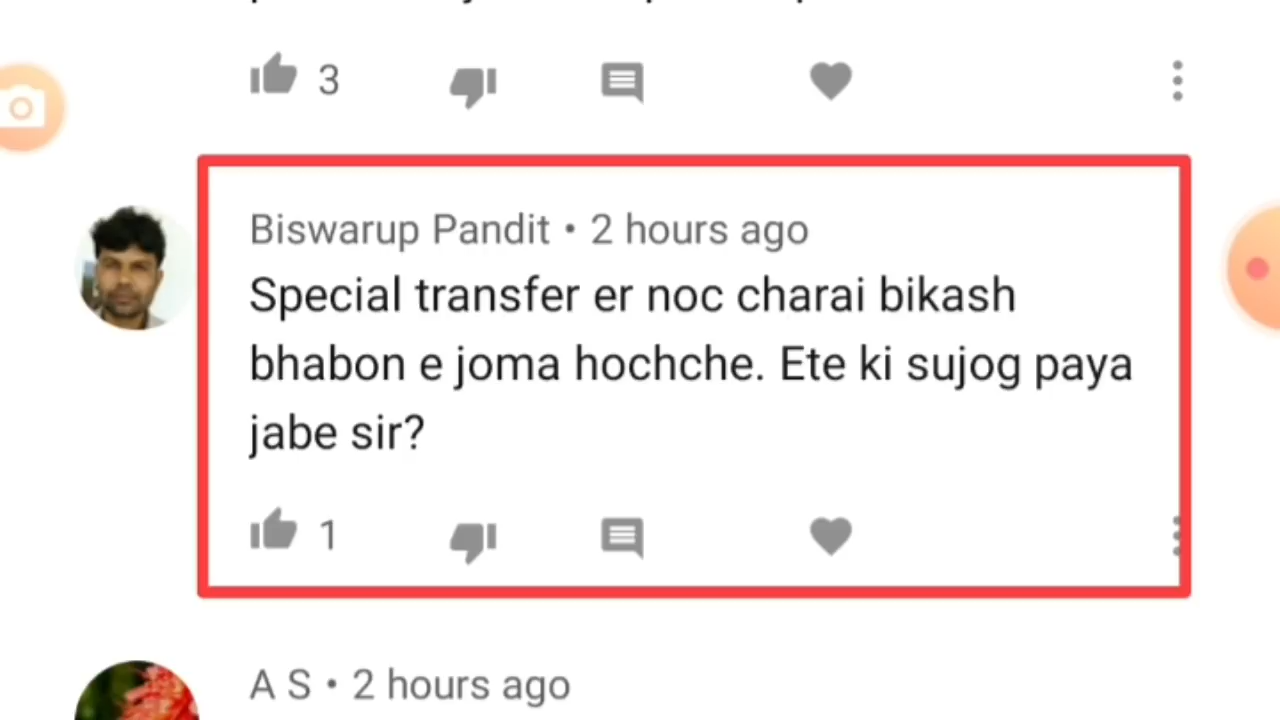 3
Biswarup Pandit • 2 hours ago
Special transfer er noc charai bikash
bhabon e joma hochche. Ete ki sujog paya
jabe sir?
1
A S • 2 hours ago